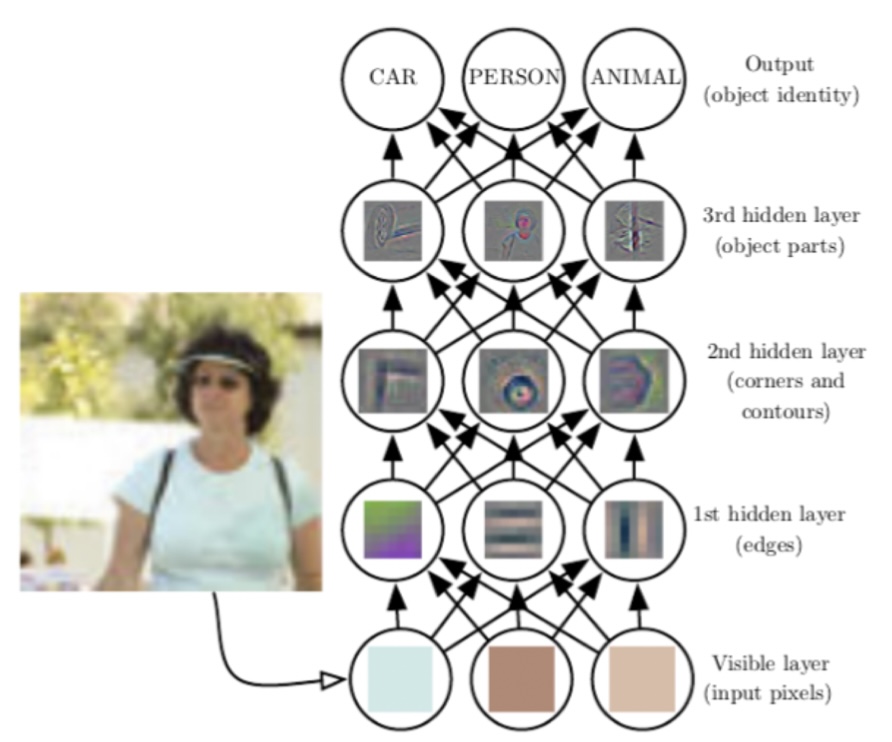 CAR
PERSON
ANIMAL
Output
(object identity)
3rd hidden layer
(object parts)
2nd hidden layer
(corners and
contours)
1st hidden layer
(edges)
Visible layer
(input pixels)